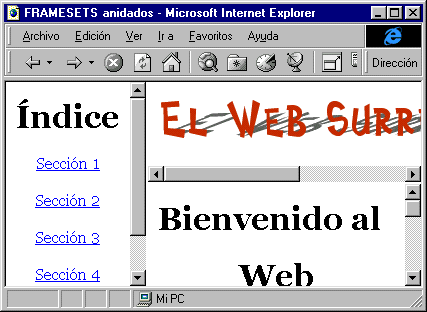 FRAMESETS anidados - Microsoft Internet Explorer
Archivo Edición Ver Ir a Favoritos Ayuda
Dirección
Índice
Sección 1
Sección 2
Sección 3
Sección 4
EL WEB SURR
Bienvenido al
Web
Mi PC